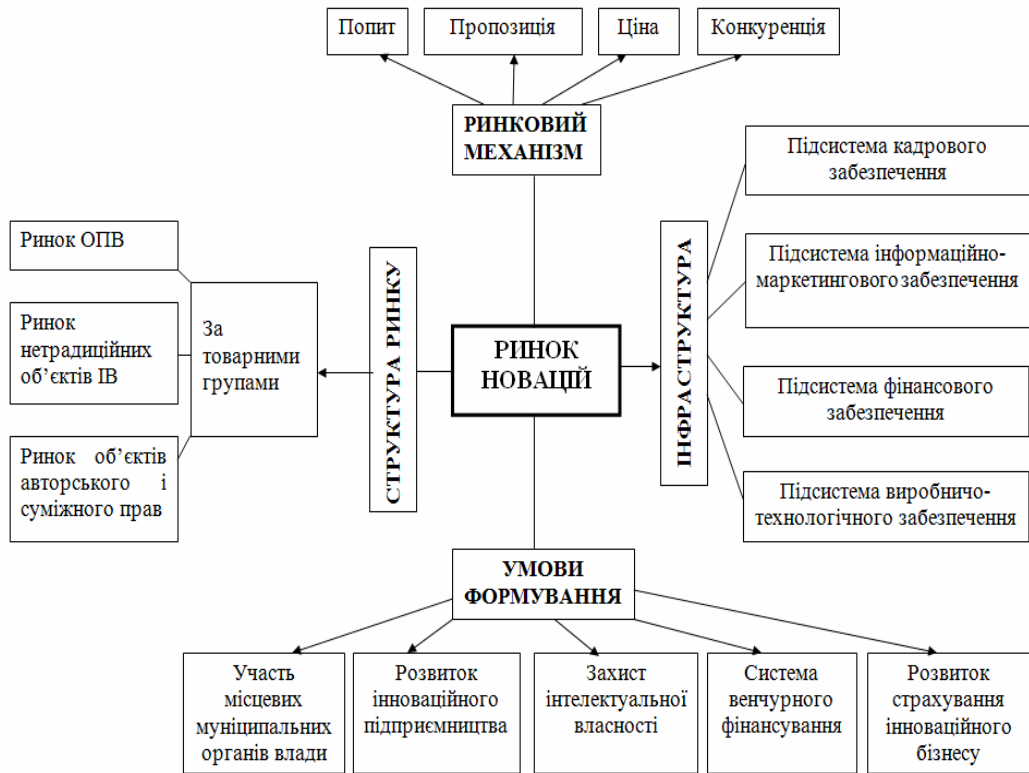 Попит
Пропозиція
Ціна
Конкуренція
РИНКОВИЙ
МЕХАНІЗМ
Підсистема кадрового
забезпечення
Підсистема інформаційно-
маркетингового забезпечення
Підсистема фінансового
забезпечення
Підсистема виробничо-
технологічного забезпечення
ІНФРАСТРУКТУРА
РИНОК
НОВАЦІЙ
СТРУКТУРА РИНКУ
За
товарними
групами
Ринок ОПВ
Ринок
нетрадиційних
об’єктів ІВ
Ринок об’єктів
авторського і
суміжного прав
УМОВИ
ФОРМУВАННЯ
Участь
місцевих
муніципальних
органів влади
Розвиток
інноваційного
підприємництва
Захист
інтелектуальної
власності
Система
венчурного
фінансування
Розвиток
страхування
інноваційного
бізнесу